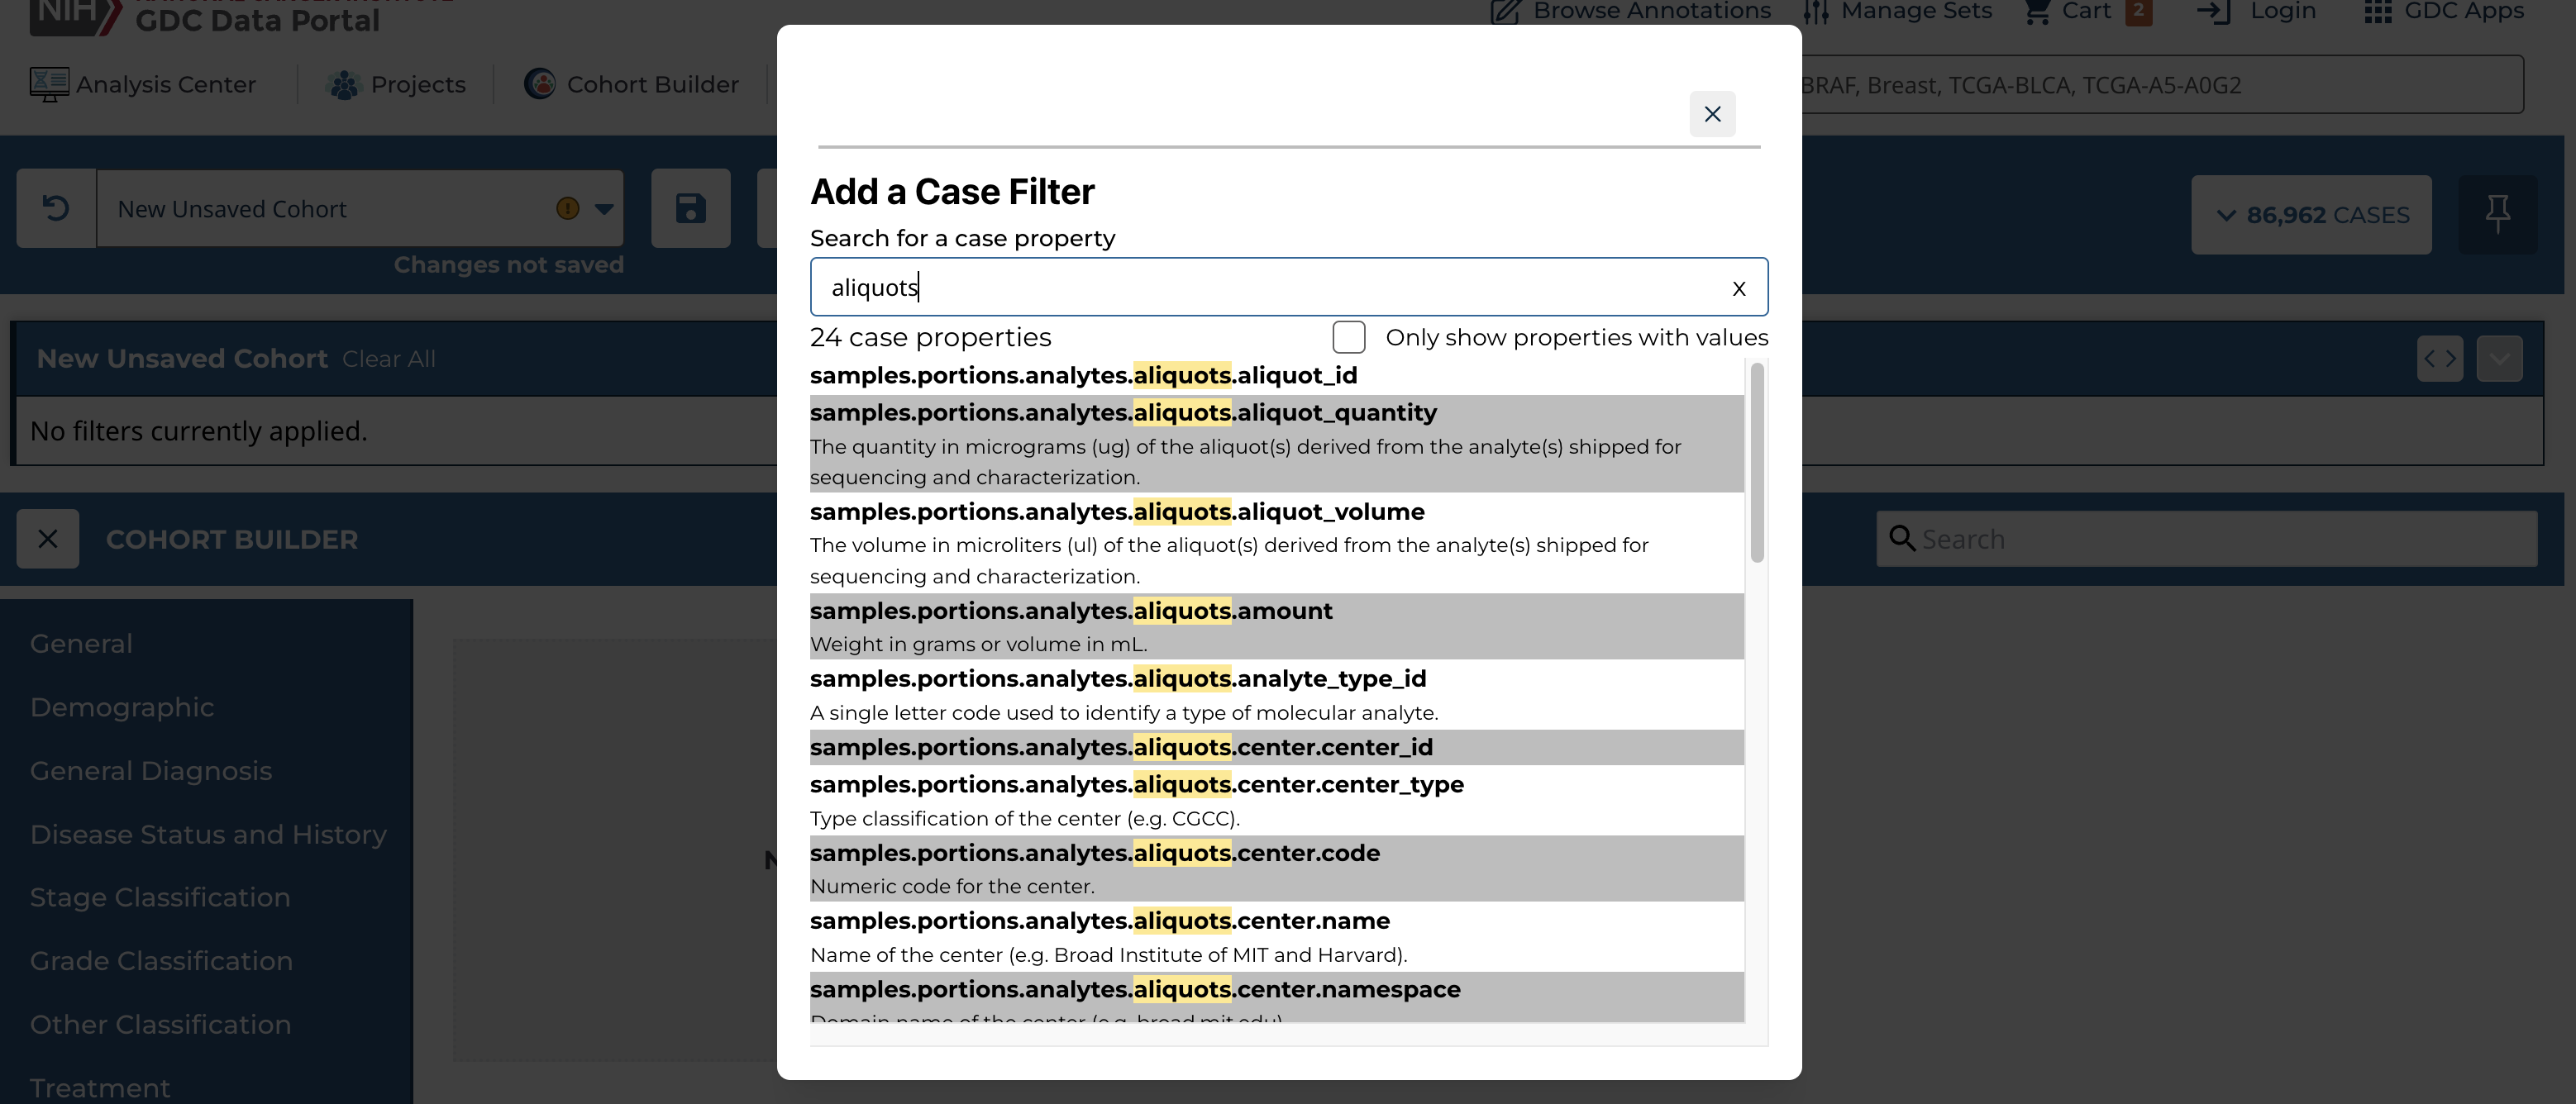 NIH
GDC Data Portal
Browse Annotations
Manage Sets
Cart 2
Login
GDC Apps
Analysis Center
Projects
Cohort Builder
BRAF, Breast, TCGA-BLCA, TCGA-A5-A0G2
New Unsaved Cohort
Changes not saved
86,962 CASES
New Unsaved Cohort Clear All
No filters currently applied.
COHORT BUILDER
Search
General
Demographic
General Diagnosis
Disease Status and History
Stage Classification
Grade Classification
Other Classification
Treatment
Add a Case Filter
Search for a case property
aliquots X
24 case properties
Only show properties with values
samples.portions.analytes.aliquots.aliquot_id
samples.portions.analytes.aliquots.aliquot_quantity
The quantity in micrograms (ug) of the aliquot(s) derived from the analyte(s) shipped for
sequencing and characterization.
samples.portions.analytes.aliquots.aliquot_volume
The volume in microliters (ul) of the aliquot(s) derived from the analyte(s) shipped for
sequencing and characterization.
samples.portions.analytes.aliquots.amount
Weight in grams or volume in mL.
samples.portions.analytes.aliquots.analyte_type_id
A single letter code used to identify a type of molecular analyte.
samples.portions.analytes.aliquots.center.center_id
samples.portions.analytes.aliquots.center.center_type
Type classification of the center (e.g. CGCC).
samples.portions.analytes.aliquots.center.code
Numeric code for the center.
samples.portions.analytes.aliquots.center.name
Name of the center (e.g. Broad Institute of MIT and Harvard).
samples.portions.analytes.aliquots.center.namespace
Domain name of the center (e.g. broad.mit.edu)